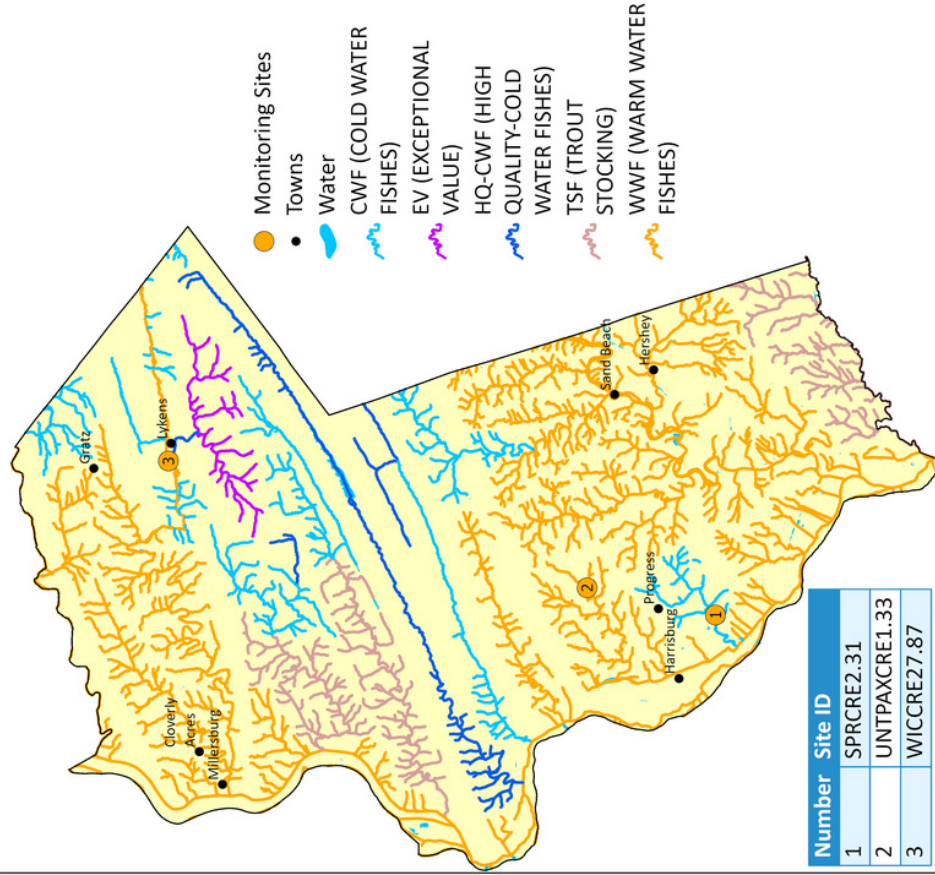 Monitoring Sites
Towns
Water
CWF (COLD WATER
FISHES)
EV (EXCEPTIONAL
VALUE)
HQ-CWF (HIGH
QUALITY-COLD
WATER FISHES)
TSF (TROUT
STOCKING)
WWF (WARM WATER
FISHES)
Gratz
3
Lykens
Cloverly
Acres
Millersburg
Sand Beach
Hershey
2
Progress
Harrisburg
1
Number Site ID
1 SPRCRE2.31
2 UNTPAXCRE1.33
3 WICCRE27.87